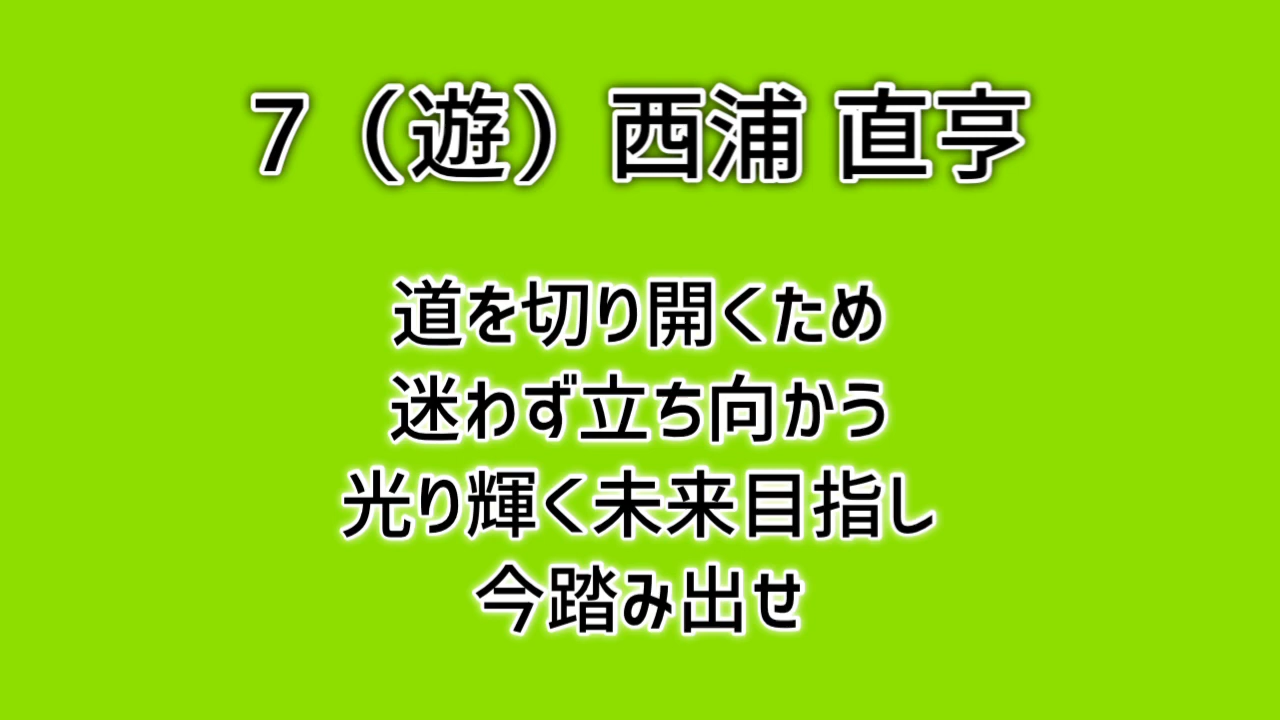 7（遊）西浦 直亨
道を切り開くため
迷わず立ち向かう
光り輝く未来目指し
今踏み出せ